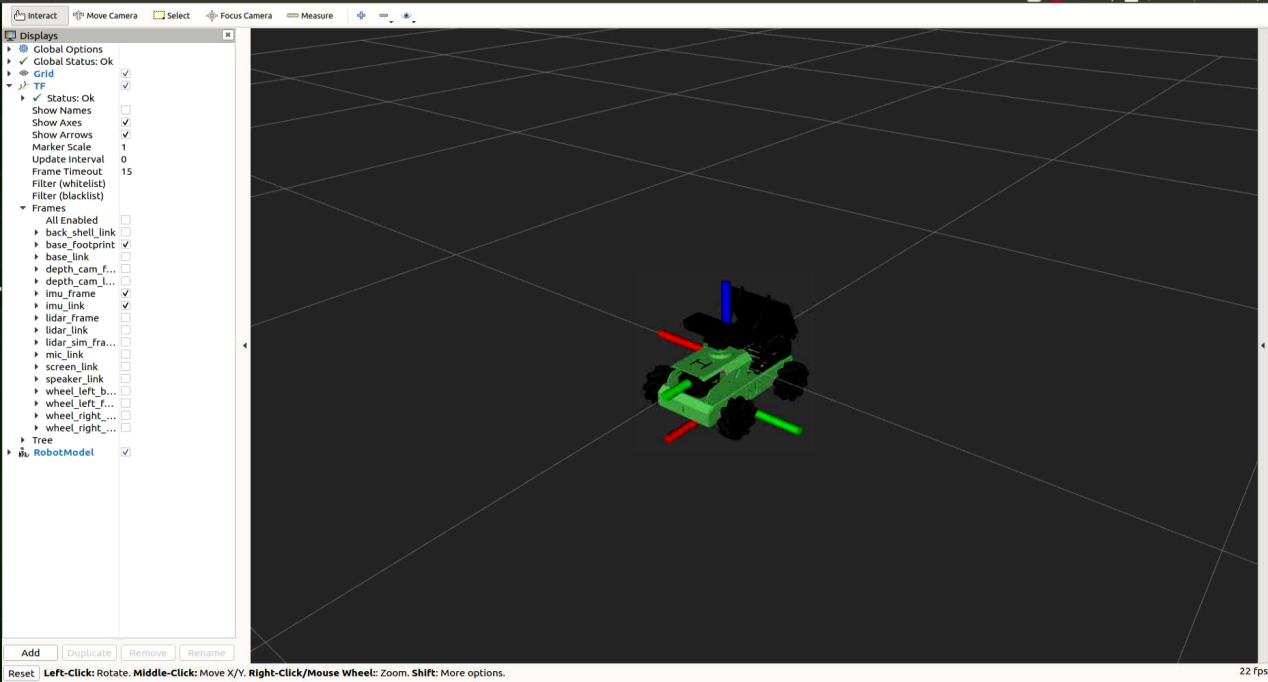 Interact Move Camera Select Focus Camera Measure
Displays
Global Options
Global Status: Ok
Grid
TF
Status: Ok
Show Names
Show Axes
Show Arrows
Marker Scale 1
Update Interval 0
Frame Timeout 15
Filter (whitelist)
Filter (blacklist)
Frames
All Enabled
back_shell_link
base_footprint
base_link
depth_cam_f...
depth_cam_l...
imu_frame
imu_link
lidar_frame
lidar_link
lidar_sim_fra...
mic_link
screen_link
speaker_link
wheel_left_b...
wheel_left_f...
wheel_right_...
wheel_right_...
Tree
RobotModel
H
Add Duplicate Remove Rename
Reset Left-Click: Rotate. Middle-Click: Move X/Y. Right-Click/Mouse Wheel:: Zoom. Shift: More options. 22 fps